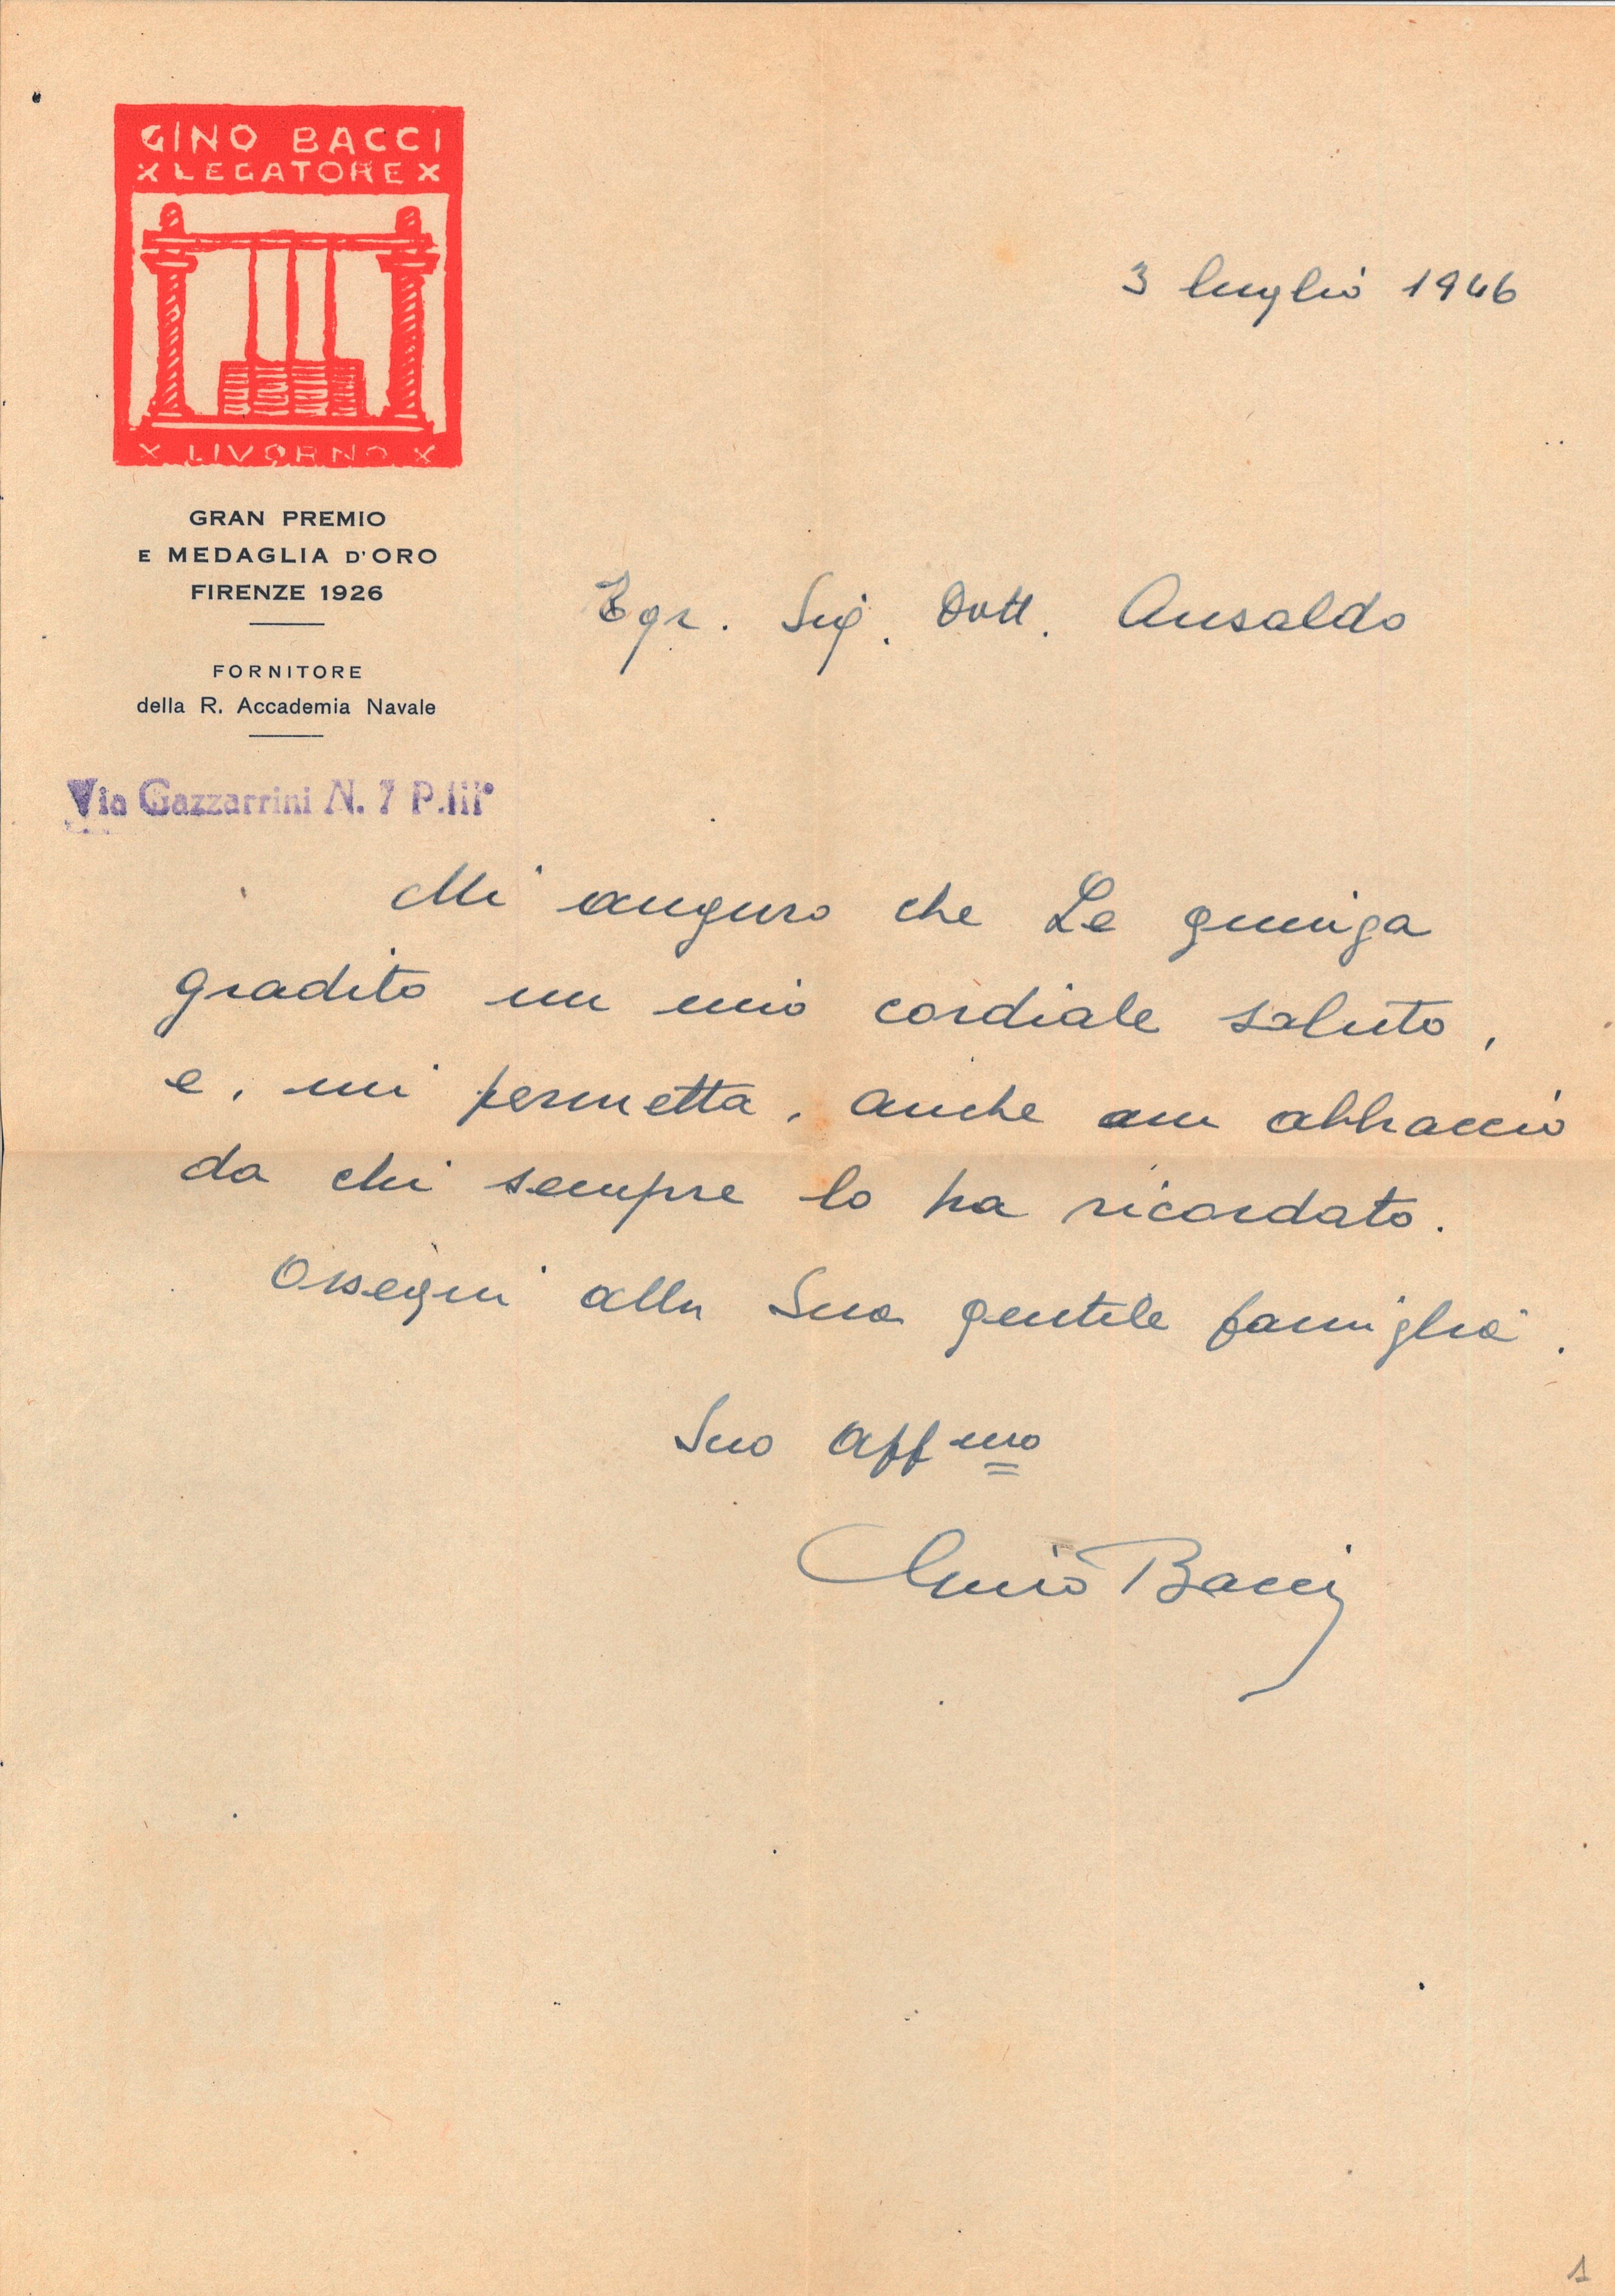 GINO BACCI
X LEGATORE X
X LIVORNO X
GRAN PREMIO
E MEDAGLIA D'ORO
FIRENZE 1926
FORNITORE
della R. Accademia Navale
Via Gazzarrini N. 7 P. III°
3 luglio 1946
Egr. Sig. Dott. Ansaldo
Mi auguro che Le giunga
gradito un mio cordiale saluto,
e, mi permetta, anche un abbraccio
da chi sempre lo ha ricordato.
Ossequi alla Sua gentile famiglia.
Suo affmo
Gino Bacci
1